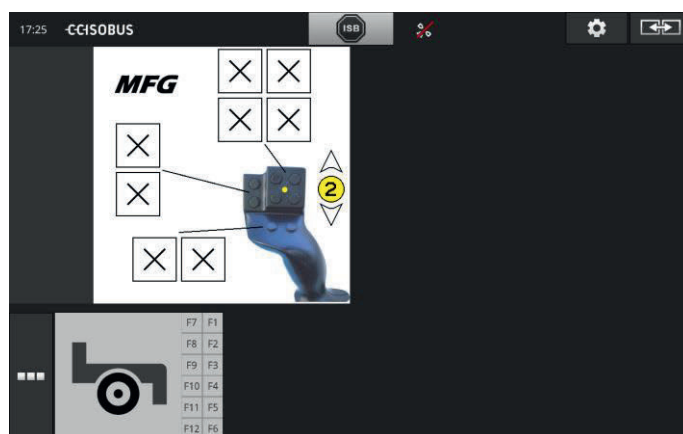 17:25 CCISOBUS ISB
MFG
2
F7 F1
F8 F2
F9 F3
F10 F4
F11 F5
F12 F6